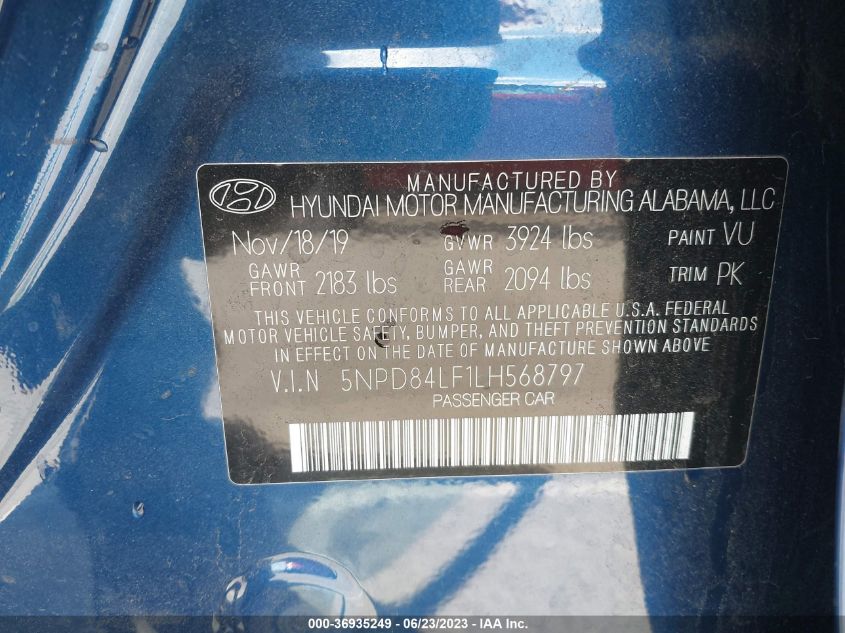 MANUFACTURED BY
HYUNDAI MOTOR MANUFACTURING ALABAMA, LLC
Nov/18/19 GVWR 3924 lbs PAINT VU
GAWR FRONT 2183 lbs GAWR REAR 2094 lbs TRIM PK
THIS VEHICLE CONFORMS TO ALL APPLICABLE U.S.A. FEDERAL
MOTOR VEHICLE SAFETY, BUMPER, AND THEFT PREVENTION STANDARDS
IN EFFECT ON THE DATE OF MANUFACTURE SHOWN ABOVE
V.I.N 5NPD84LF1LH568797
PASSENGER CAR
000-36935249 - 06/23/2023 - IAA Inc.